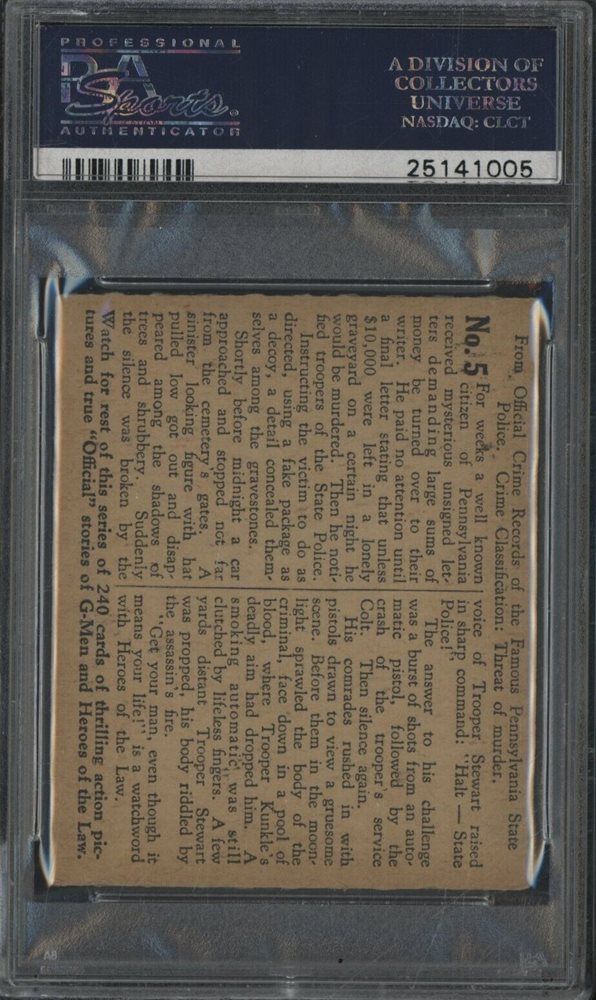 PROFESSIONAL
PSA
Sports
AUTHENTICATOR
A DIVISION OF
COLLECTORS
UNIVERSE
NASDAQ: CLCT
25141005
From Official Crime Records of the Famous Pennsylvania State
Police. Crime Classification: Threat of murder.
No. 5
For weeks a well known
citizen of Pennsylvania
received mysterious unsigned let-
ters demanding large sums of
money be turned over to their
writer. He paid no attention until
a final letter stating that unless
$10,000 were left in a lonely
graveyard on a certain night he
would be murdered. Then he noti-
fied troopers of the State Police.
Instructing the victim to do as
directed, using a fake package as
a decoy, a detail concealed them-
selves among the gravestones.
Shortly before midnight a car
approached and stopped not far
from the cemetery's gates. A
sinister looking figure with hat
pulled low got out and disap-
peared among the shadows of
trees and shrubbery. Suddenly
the silence was broken by the
voice of Trooper Stewart raised
in sharp command: "Halt — State
Police!"
The answer to his challenge
was a burst of shots from an auto-
matic pistol, followed by the
crash of the trooper's service
Colt. Then silence again.
His comrades rushed in with
pistols drawn to view a gruesome
scene. Before them in the moon-
light sprawled the body of the
criminal, face down in a pool of
blood, where Trooper Kunkle's
deadly aim had dropped him. A
smoking automatic was still
clutched by lifeless fingers. A few
yards distant Trooper Stewart
was propped, his body riddled by
the assassin's fire.
"Get your man, even though it
means your life!" is a watchword
with Heroes of the Law.
Watch for rest of this series of 240 cards of thrilling action pic-
tures and true "Official" stories of G-Men and Heroes of the Law.
AB